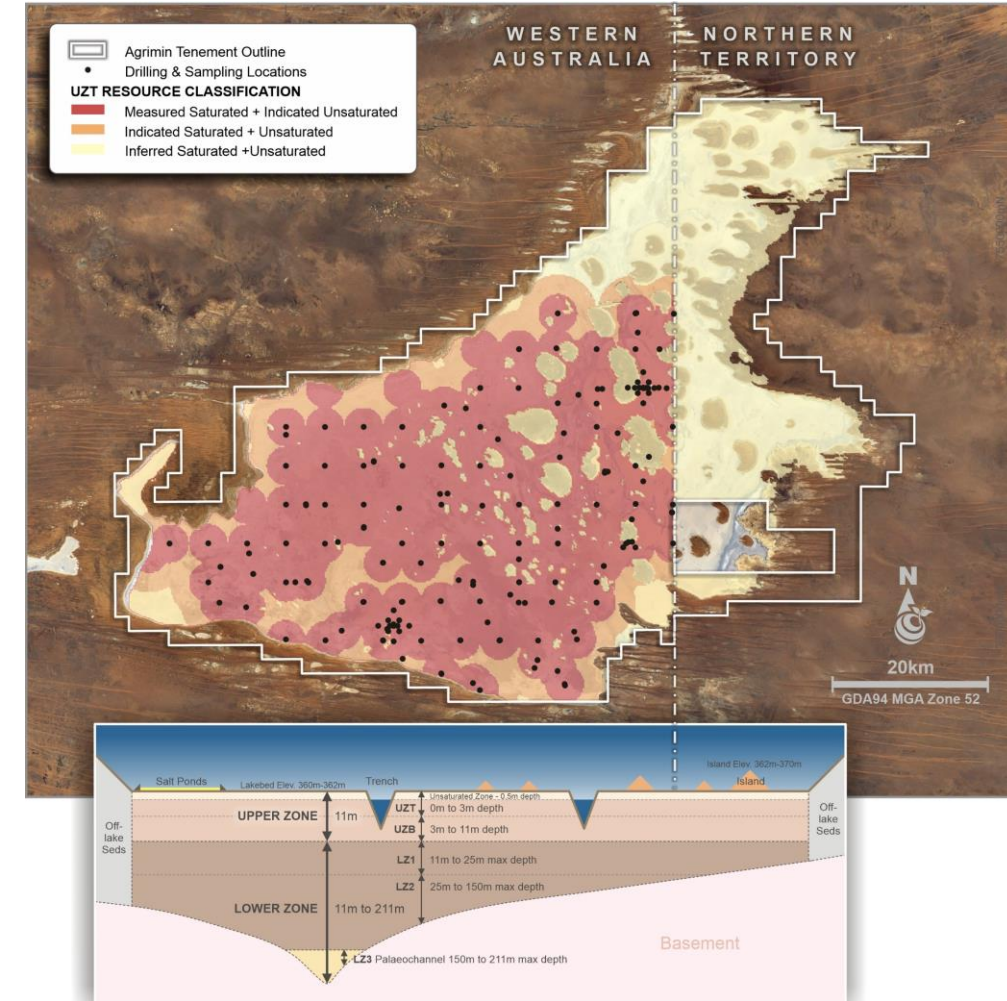 WESTERN
AUSTRALIA
NORTHERN
TERRITORY
Agrimin Tenement Outline
Drilling & Sampling Locations
UZT RESOURCE CLASSIFICATION
Measured Saturated + Indicated Unsaturated
Indicated Saturated + Unsaturated
Inferred Saturated +Unsaturated
N
20km
GDA94 MGA Zone 52
Island Elev. 362m-370m
Salt Ponds
Lakebed Elev. 360m-362m
Trench
Island
Unsaturated Zone - 0.5m depth
UPPER ZONE
11m
UZT
0m to 3m depth
UZB
3m to 11m depth
Off-
lake
Seds
Off-
lake
Seds
LZ1
11m to 25m max depth
LZ2
25m to 150m max depth
LOWER ZONE
11m to 211m
Basement
LZ3 Palaeochannel 150m to 211m max depth